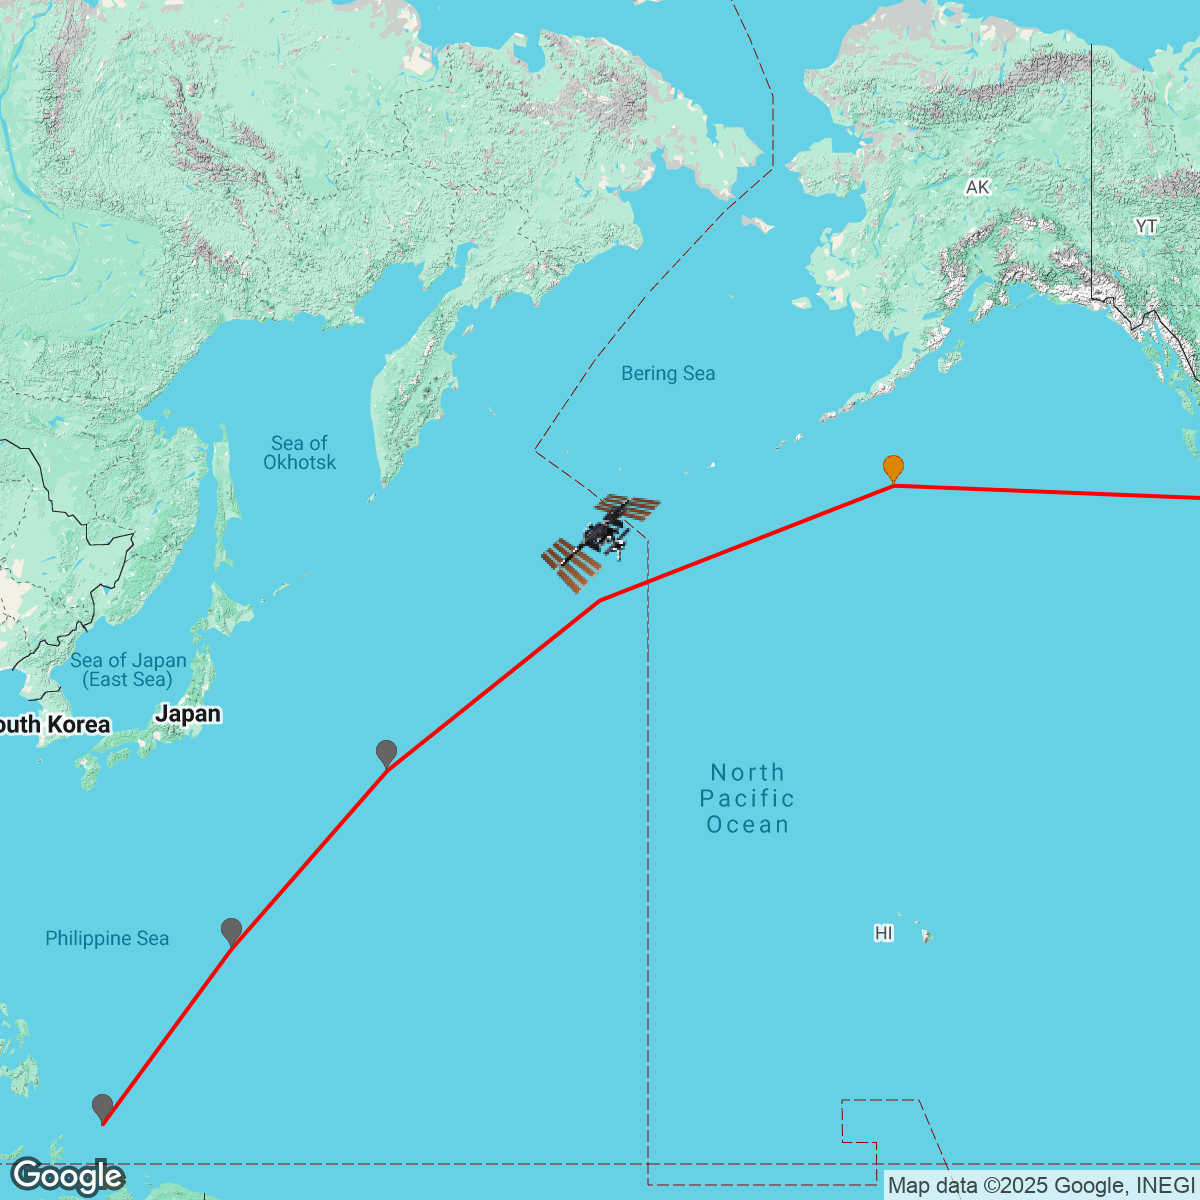 AK
YT
Bering Sea
Sea of
Okhotsk
Sea of Japan
(East Sea)
Japan
outh Korea
North
Pacific
Ocean
HI
Philippine Sea
Google
Map data ©2025 Google, INEGI